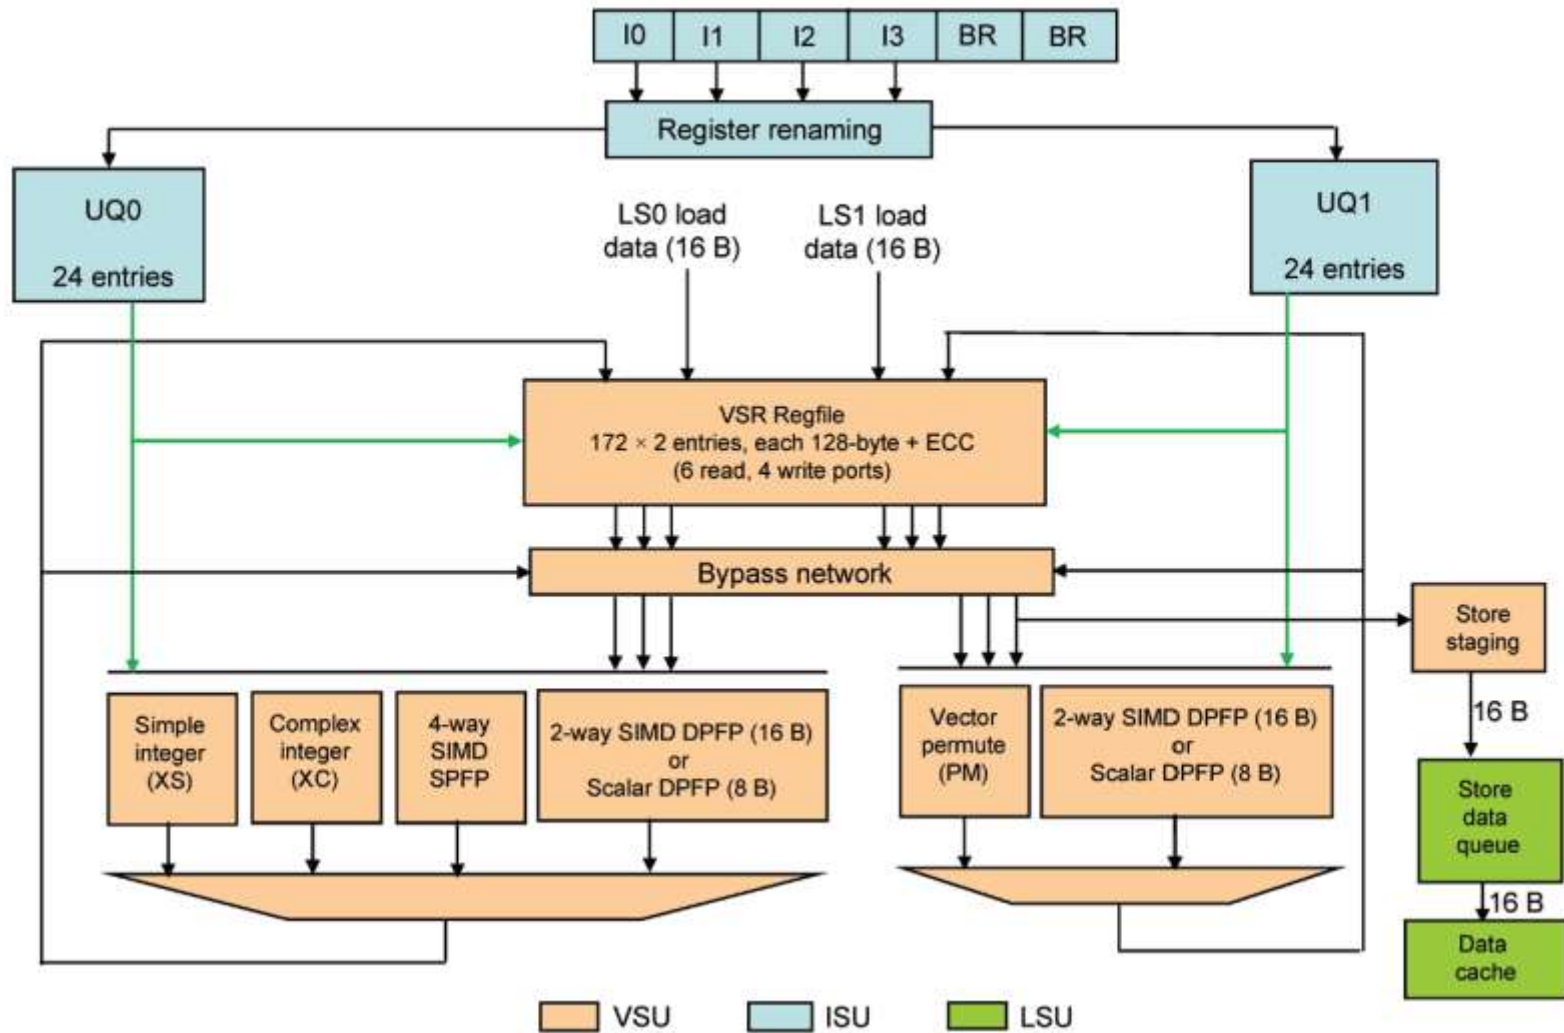 I0 I1 I2 I3 BR BR
Register renaming
UQ0
24 entries
LS0 load
data (16 B)
LS1 load
data (16 B)
UQ1
24 entries
VSR Regfile
172 × 2 entries, each 128-byte + ECC
(6 read, 4 write ports)
Bypass network
Store
staging
16 B
Simple
integer
(XS)
Complex
integer
(XC)
4-way
SIMD
SPFP
2-way SIMD DPFP (16 B)
or
Scalar DPFP (8 B)
Vector
permute
(PM)
2-way SIMD DPFP (16 B)
or
Scalar DPFP (8 B)
Store
data
queue
16 B
Data
cache
VSU ISU LSU